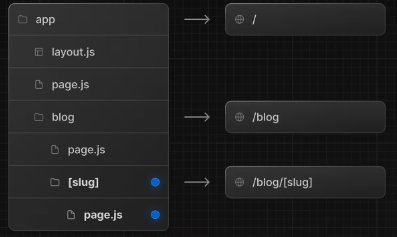 app
/
layout.js
page.js
blog
/blog
page.js
[slug]
/blog/[slug]
page.js